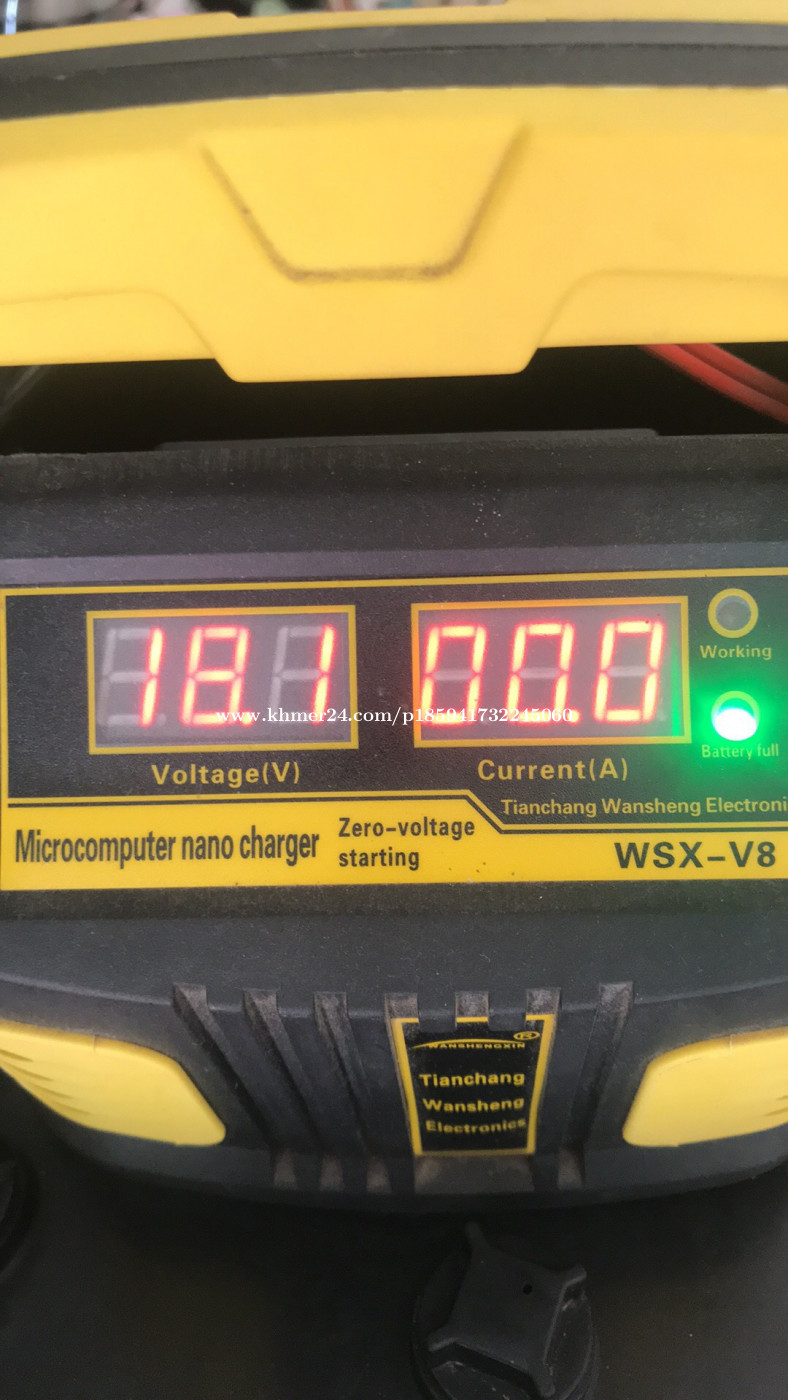 18.1
00.0
Working
www.khmer24.com/p185941732245060
Battery full
Voltage(V)
Current(A)
Tianchang Wansheng Electroni
Microcomputer nano charger
Zero-voltage
starting
WSX-V8
WANSHENGXIN ®
Tianchang
Wansheng
Electronics